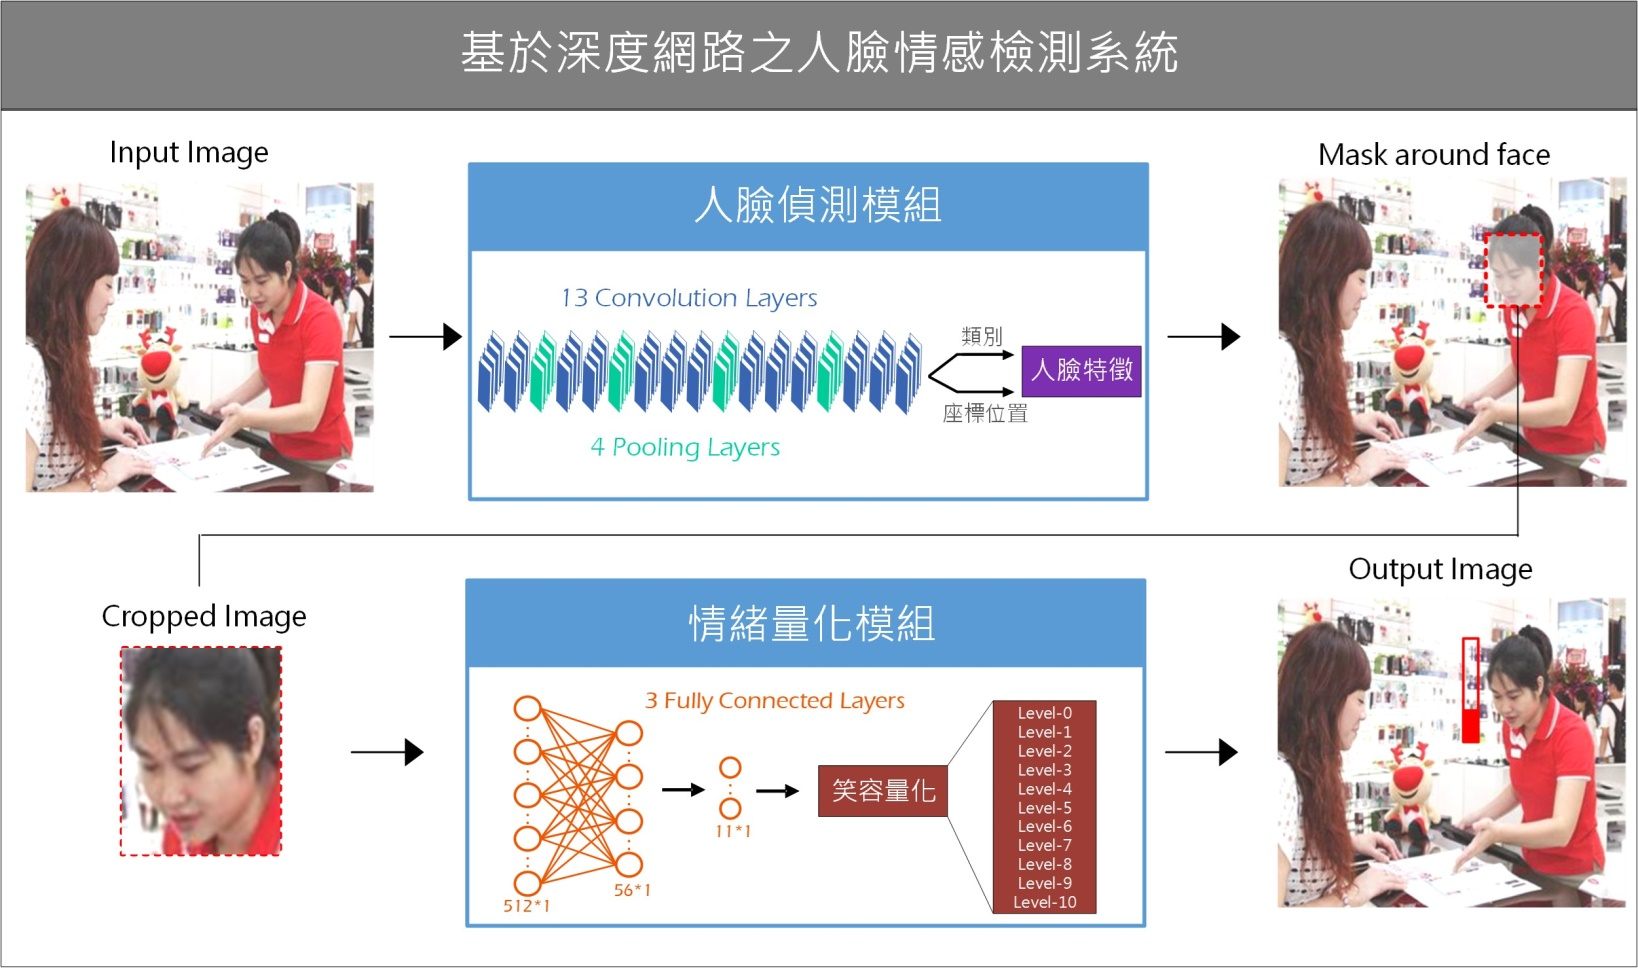 基於深度網路之人臉情感檢測系統
Input Image
人臉偵測模組
13 Convolution Layers
4 Pooling Layers
類別
座標位置
人臉特徵
Mask around face
Cropped Image
情緒量化模組
3 Fully Connected Layers
512*1
56*1
11*1
笑容量化
Level-0
Level-1
Level-2
Level-3
Level-4
Level-5
Level-6
Level-7
Level-8
Level-9
Level-10
Output Image